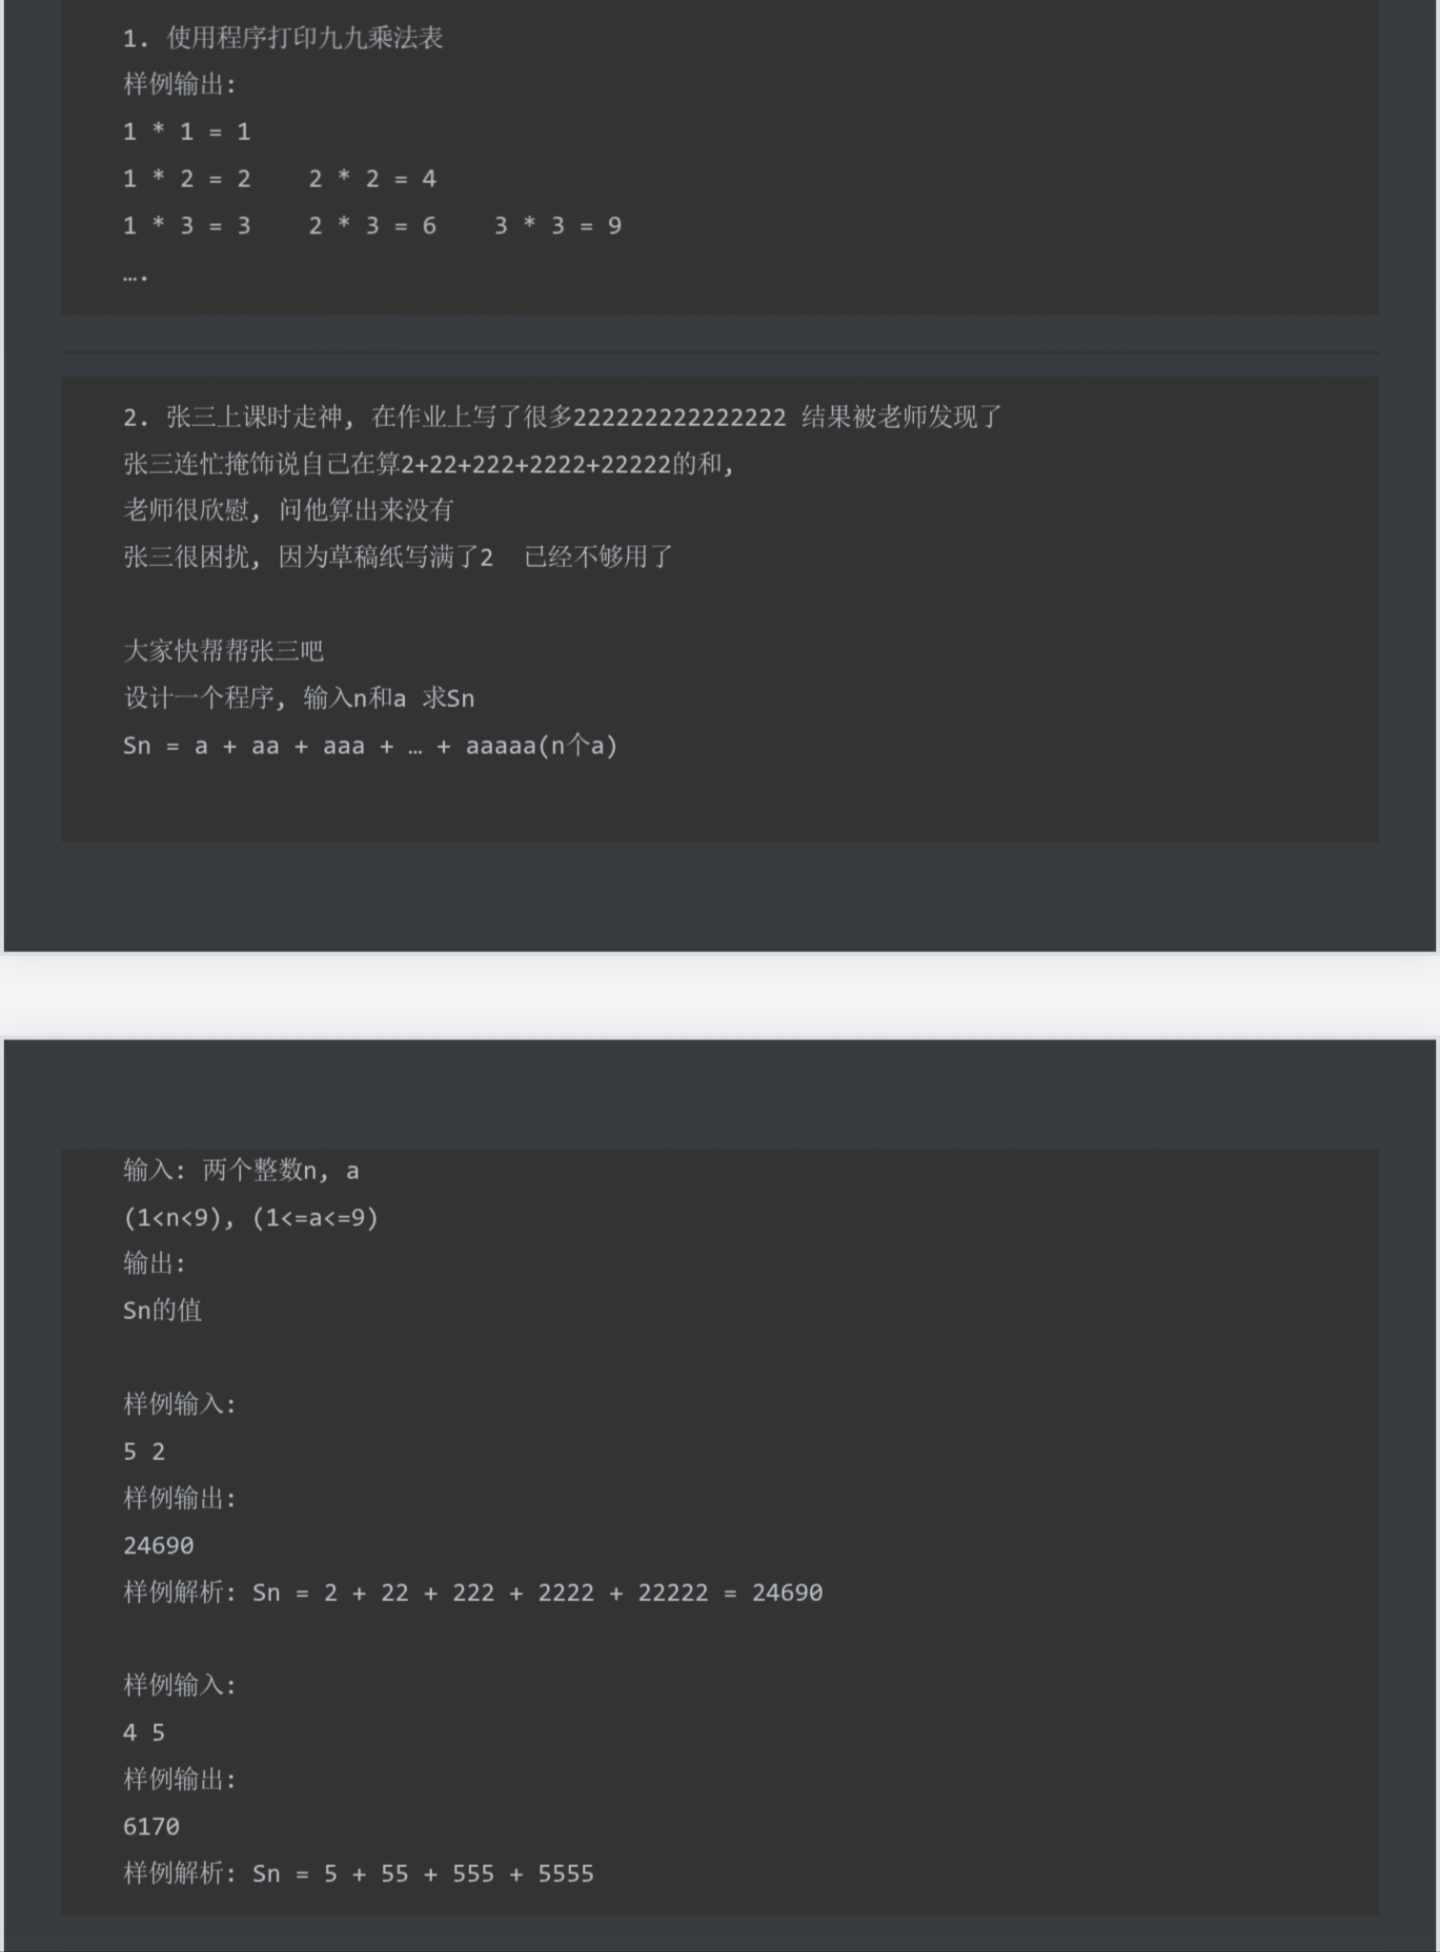 1. 使用程序打印九九乘法表
样例输出:
1 * 1 = 1
1 * 2 = 2    2 * 2 = 4
1 * 3 = 3    2 * 3 = 6    3 * 3 = 9
….
2. 张三上课时走神, 在作业上写了很多222222222222222 结果被老师发现了
张三连忙掩饰说自己在算2+22+222+2222+22222的和,
老师很欣慰, 问他算出来没有
张三很困扰, 因为草稿纸写满了2  已经不够用了
大家快帮帮张三吧
设计一个程序, 输入n和a 求Sn
Sn = a + aa + aaa + … + aaaaa(n个a)
输入: 两个整数n, a
(1<n<9), (1<=a<=9)
输出:
Sn的值
样例输入:
5 2
样例输出:
24690
样例解析: Sn = 2 + 22 + 222 + 2222 + 22222 = 24690
样例输入:
4 5
样例输出:
6170
样例解析: Sn = 5 + 55 + 555 + 5555